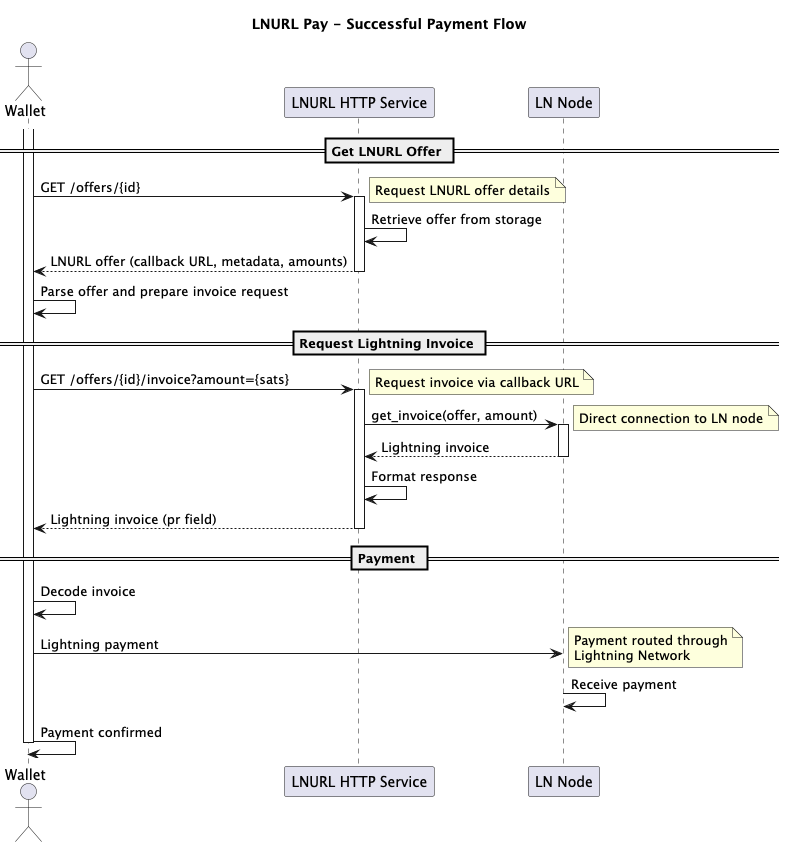 LNURL Pay - Successful Payment Flow
Wallet
LNURL HTTP Service
LN Node
Get LNURL Offer
GET /offers/{id}
Request LNURL offer details
Retrieve offer from storage
LNURL offer (callback URL, metadata, amounts)
Parse offer and prepare invoice request
Request Lightning Invoice
GET /offers/{id}/invoice?amount={sats}
Request invoice via callback URL
get_invoice(offer, amount)
Direct connection to LN node
Lightning invoice
Format response
Lightning invoice (pr field)
Payment
Decode invoice
Lightning payment
Payment routed through
Lightning Network
Receive payment
Payment confirmed
Wallet
LNURL HTTP Service
LN Node